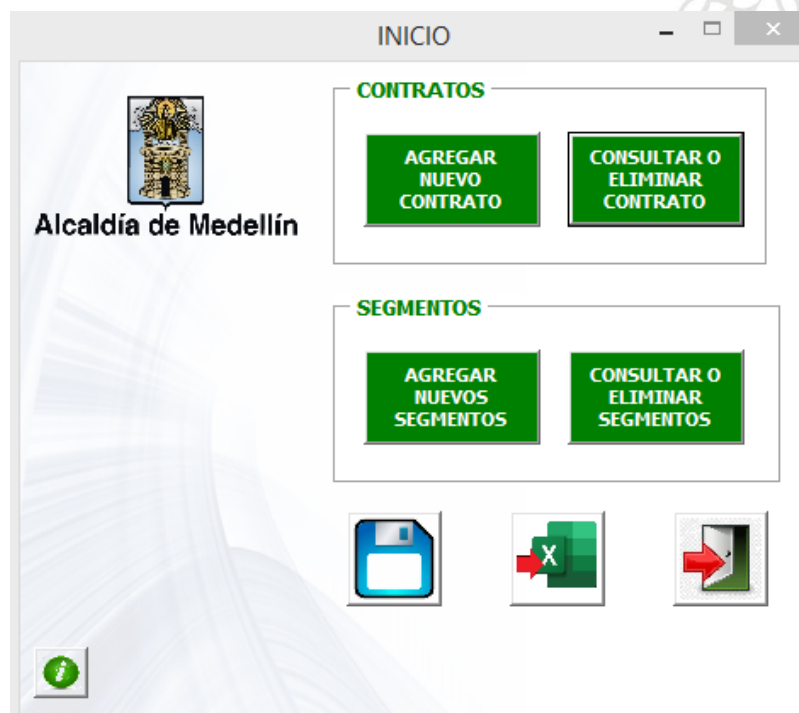 INICIO
CONTRATOS
AGREGAR
NUEVO
CONTRATO
CONSULTAR O
ELIMINAR
CONTRATO
Alcaldía de Medellín
SEGMENTOS
AGREGAR
NUEVOS
SEGMENTOS
CONSULTAR O
ELIMINAR
SEGMENTOS
X
i